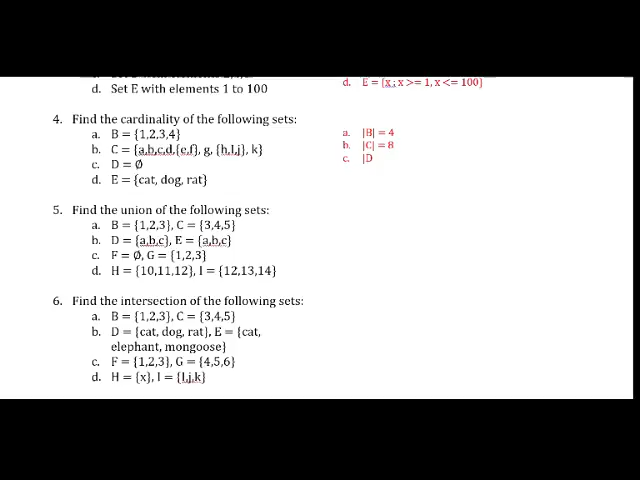 d. Set E with elements 1 to 100
d. E = {x : x >= 1, x <= 100}
4. Find the cardinality of the following sets:
a. B = {1,2,3,4}
b. C = {a,b,c,d,{e,f}, g, {h,I,j}, k}
c. D = Ø
d. E = {cat, dog, rat}
a. |B| = 4
b. |C| = 8
c. |D
5. Find the union of the following sets:
a. B = {1,2,3}, C = {3,4,5}
b. D = {a,b,c}, E = {a,b,c}
c. F = Ø, G = {1,2,3}
d. H = {10,11,12}, I = {12,13,14}
6. Find the intersection of the following sets:
a. B = {1,2,3}, C = {3,4,5}
b. D = {cat, dog, rat}, E = {cat,
elephant, mongoose}
c. F = {1,2,3}, G = {4,5,6}
d. H = {x}, I = {I,j,k}